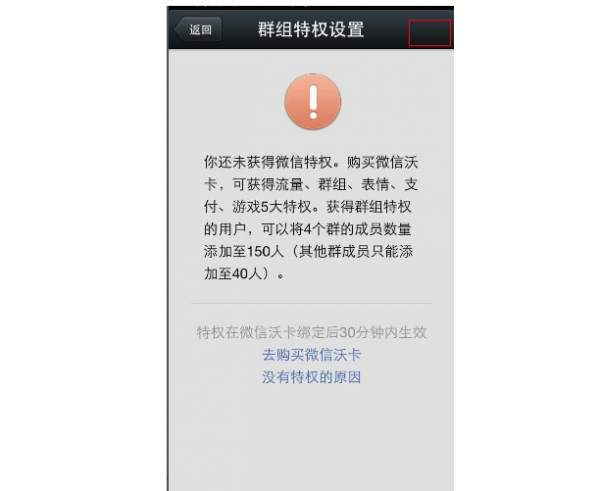 返回
群组特权设置
你还未获得微信特权。购买微信沃
卡，可获得流量、群组、表情、支
付、游戏5大特权。获得群组特权
的用户，可以将4个群的成员数量
添加至150人（其他群成员只能添
加至40人）。
特权在微信沃卡绑定后30分钟内生效
去购买微信沃卡
没有特权的原因